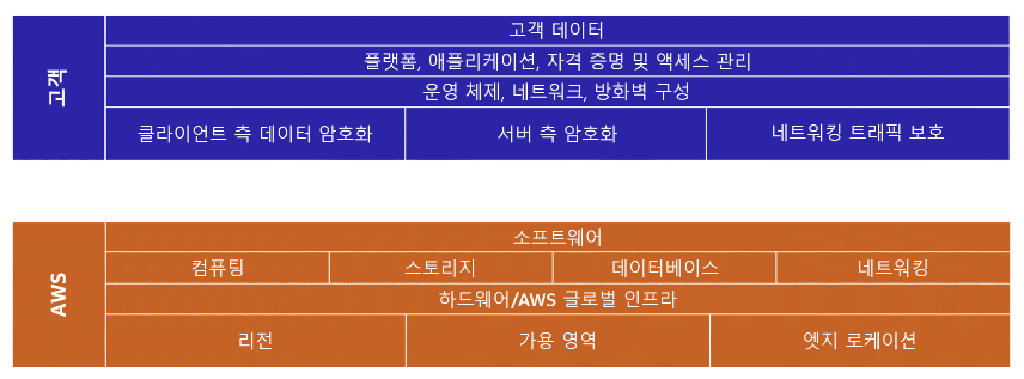 고객
고객 데이터
플랫폼, 애플리케이션, 자격 증명 및 액세스 관리
운영 체제, 네트워크, 방화벽 구성
클라이언트 측 데이터 암호화
서버 측 암호화
네트워킹 트래픽 보호
AWS
소프트웨어
컴퓨팅
스토리지
데이터베이스
네트워킹
하드웨어/AWS 글로벌 인프라
리전
가용 영역
엣지 로케이션